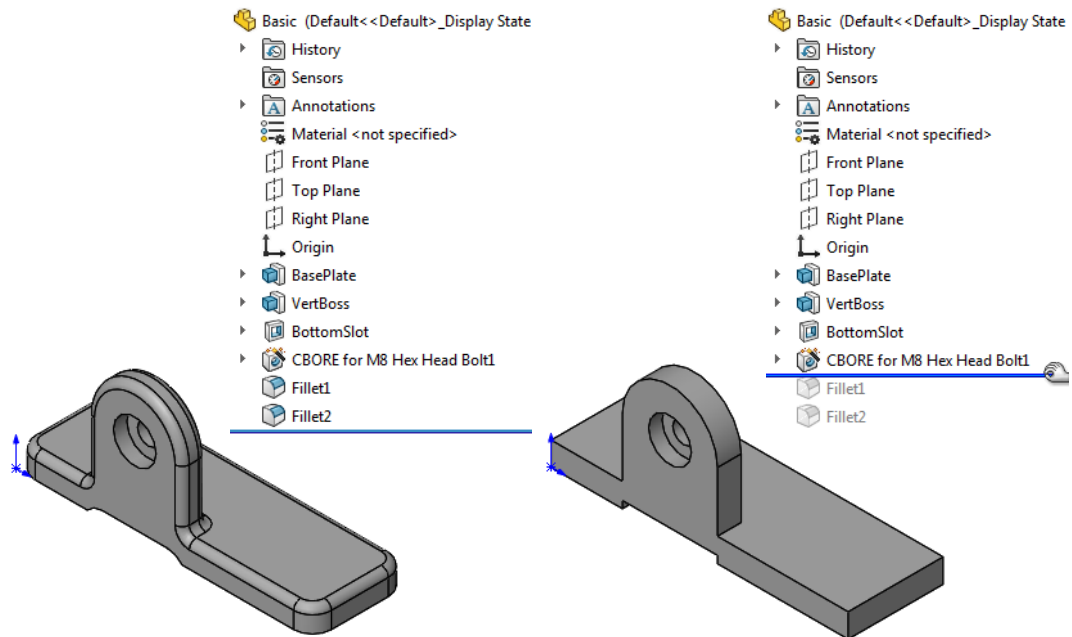 Basic (Default<<Default>_Display State
History
Sensors
Annotations
Material <not specified>
Front Plane
Top Plane
Right Plane
Origin
BasePlate
VertBoss
BottomSlot
CBORE for M8 Hex Head Bolt1
Fillet1
Fillet2
Basic (Default<<Default>_Display State
History
Sensors
Annotations
Material <not specified>
Front Plane
Top Plane
Right Plane
Origin
BasePlate
VertBoss
BottomSlot
CBORE for M8 Hex Head Bolt1
Fillet1
Fillet2